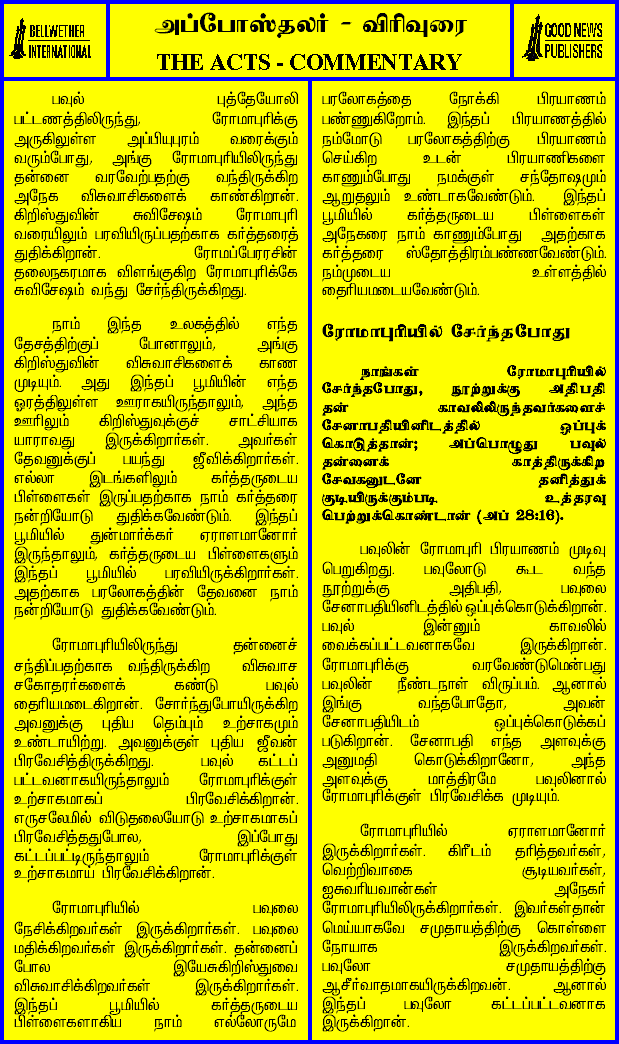 BELLWETHER
INTERNATIONAL
அப்போஸ்தலர் - விரிவுரை
THE ACTS - COMMENTARY
GOOD NEWS
PUBLISHERS
பவுல் புத்தேயோலி
பட்டணத்திலிருந்து, ரோமாபுரிக்கு
அருகிலுள்ள அப்பியுபுரம் வரைக்கும்
வரும்போது, அங்கு ரோமாபுரியிலிருந்து
தன்னை வரவேற்பதற்கு வந்திருக்கிற
அநேக விசுவாசிகளைக் காண்கிறான்.
கிறிஸ்துவின் சுவிசேஷம் ரோமாபுரி
வரையிலும் பரவியிருப்பதற்காக கர்த்தரைத்
துதிக்கிறான். ரோமப்பேரரசின்
தலைநகரமாக விளங்குகிற ரோமாபுரிக்கே
சுவிசேஷம் வந்து சேர்ந்திருக்கிறது.
நாம் இந்த உலகத்தில் எந்த
தேசத்திற்குப் போனாலும், அங்கு
கிறிஸ்துவின் விசுவாசிகளைக் காண
முடியும். அது இந்தப் பூமியின் எந்த
ஓரத்திலுள்ள ஊராகயிருந்தாலும், அந்த
ஊரிலும் கிறிஸ்துவுக்குச் சாட்சியாக
யாராவது இருக்கிறார்கள். அவர்கள்
தேவனுக்குப் பயந்து ஜீவிக்கிறார்கள்.
எல்லா இடங்களிலும் கர்த்தருடைய
பிள்ளைகள் இருப்பதற்காக நாம் கர்த்தரை
நன்றியோடு துதிக்கவேண்டும். இந்தப்
பூமியில் துன்மார்க்கர் ஏராளமானோர்
இருந்தாலும், கர்த்தருடைய பிள்ளைகளும்
இந்தப் பூமியில் பரவியிருக்கிறார்கள்.
அதற்காக பரலோகத்தின் தேவனை நாம்
நன்றியோடு துதிக்கவேண்டும்.
ரோமாபுரியிலிருந்து தன்னைச்
சந்திப்பதற்காக வந்திருக்கிற விசுவாச
சகோதரர்களைக் கண்டு பவுல்
தைரியமடைகிறான். சோர்ந்துபோயிருக்கிற
அவனுக்கு புதிய தெம்பும் உற்சாகமும்
உண்டாயிற்று. அவனுக்குள் புதிய ஜீவன்
பிரவேசித்திருக்கிறது. பவுல் கட்டப்
பட்டவனாகயிருந்தாலும் ரோமாபுரிக்குள்
உற்சாகமாகப் பிரவேசிக்கிறான்.
எருசலேமில் விடுதலையோடு உற்சாகமாகப்
பிரவேசித்ததுபோல, இப்போது
கட்டப்பட்டிருந்தாலும் ரோமாபுரிக்குள்
உற்சாகமாய் பிரவேசிக்கிறான்.
ரோமாபுரியில் பவுலை
நேசிக்கிறவர்கள் இருக்கிறார்கள். பவுலை
மதிக்கிறவர்கள் இருக்கிறார்கள். தன்னைப்
போல இயேசுகிறிஸ்துவை
விசுவாசிக்கிறவர்கள் இருக்கிறார்கள்.
இந்தப் பூமியில் கர்த்தருடைய
பிள்ளைகளாகிய நாம் எல்லோருமே
பரலோகத்தை நோக்கி பிரயாணம்
பண்ணுகிறோம். இந்தப் பிரயாணத்தில்
நம்மோடு பரலோகத்திற்கு பிரயாணம்
செய்கிற உடன் பிரயாணிகளை
காணும்போது நமக்குள் சந்தோஷமும்
ஆறுதலும் உண்டாகவேண்டும். இந்தப்
பூமியில் கர்த்தருடைய பிள்ளைகள்
அநேகரை நாம் காணும்போது அதற்காக
கர்த்தரை ஸ்தோத்திரம்பண்ணவேண்டும்.
நம்முடைய உள்ளத்தில்
தைரியமடையவேண்டும்.
ரோமாபுரியில் சேர்ந்தபோது
நாங்கள் ரோமாபுரியில்
சேர்ந்தபோது, நூற்றுக்கு அதிபதி
தன் காவலிலிருந்தவர்களைச்
சேனாபதியினிடத்தில் ஒப்புக்
கொடுத்தான்; அப்பொழுது பவுல்
தன்னைக் காத்திருக்கிற
சேவகனுடனே தனித்துக்
குடியிருக்கும்படி உத்தரவு
பெற்றுக்கொண்டான் (அப் 28:16).
பவுலின் ரோமாபுரி பிரயாணம் முடிவு
பெறுகிறது. பவுலோடு கூட வந்த
நூற்றுக்கு அதிபதி, பவுலை
சேனாபதியினிடத்தில் ஒப்புக்கொடுக்கிறான்.
பவுல் இன்னும் காவலில்
வைக்கப்பட்டவனாகவே இருக்கிறான்.
ரோமாபுரிக்கு வரவேண்டுமென்பது
பவுலின் நீண்டநாள் விருப்பம். ஆனால்
இங்கு வந்தபோதோ, அவன்
சேனாபதியிடம் ஒப்புக்கொடுக்கப்
படுகிறான். சேனாபதி எந்த அளவுக்கு
அனுமதி கொடுக்கிறானோ, அந்த
அளவுக்கு மாத்திரமே பவுலினால்
ரோமாபுரிக்குள் பிரவேசிக்க முடியும்.
ரோமாபுரியில் ஏராளமானோர்
இருக்கிறார்கள். கிரீடம் தரித்தவர்கள்,
வெற்றிவாகை சூடியவர்கள்,
ஐசுவரியவான்கள் அநேகர்
ரோமாபுரியிலிருக்கிறார்கள். இவர்கள்தான்
மெய்யாகவே சமுதாயத்திற்கு கொள்ளை
நோயாக இருக்கிறவர்கள்.
பவுலோ சமுதாயத்திற்கு
ஆசீர்வாதமாகயிருக்கிறவன். ஆனால்
இந்தப் பவுலோ கட்டப்பட்டவனாக
இருக்கிறான்.